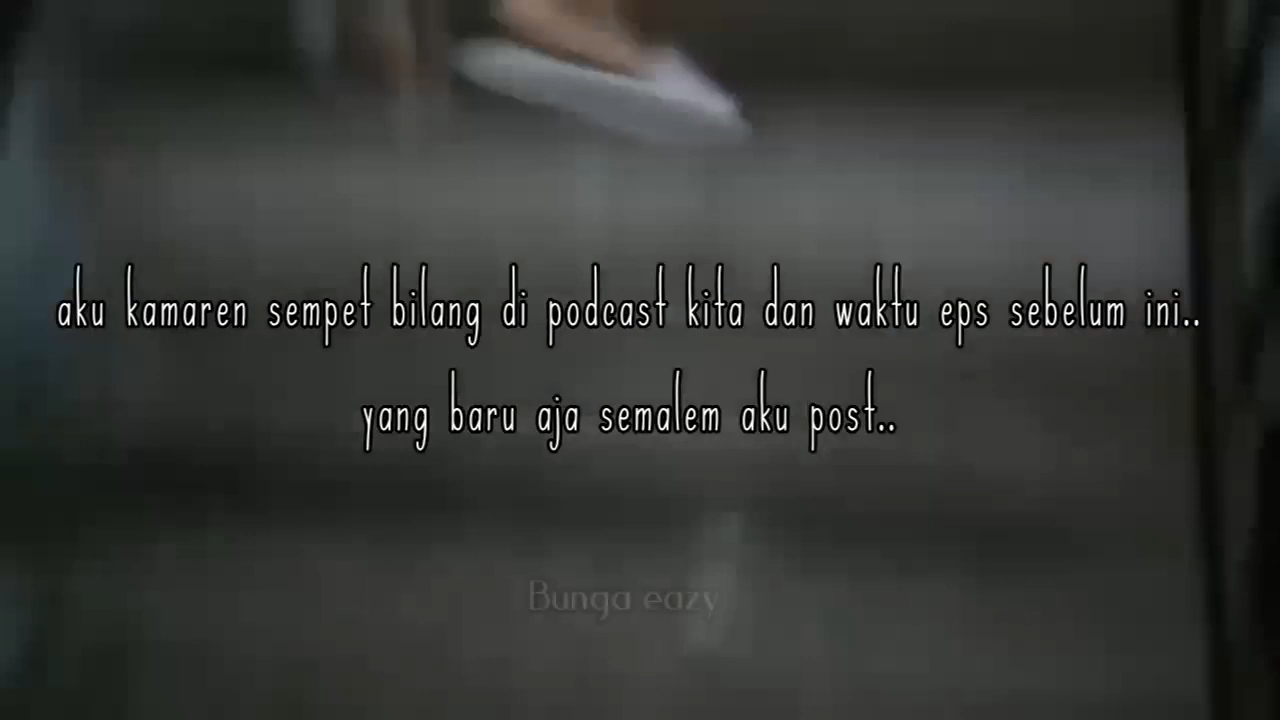 aku kamaren sempet bilang di podcast kita dan waktu eps sebelum ini..
yang baru aja semalem aku post..
Bunga eazy